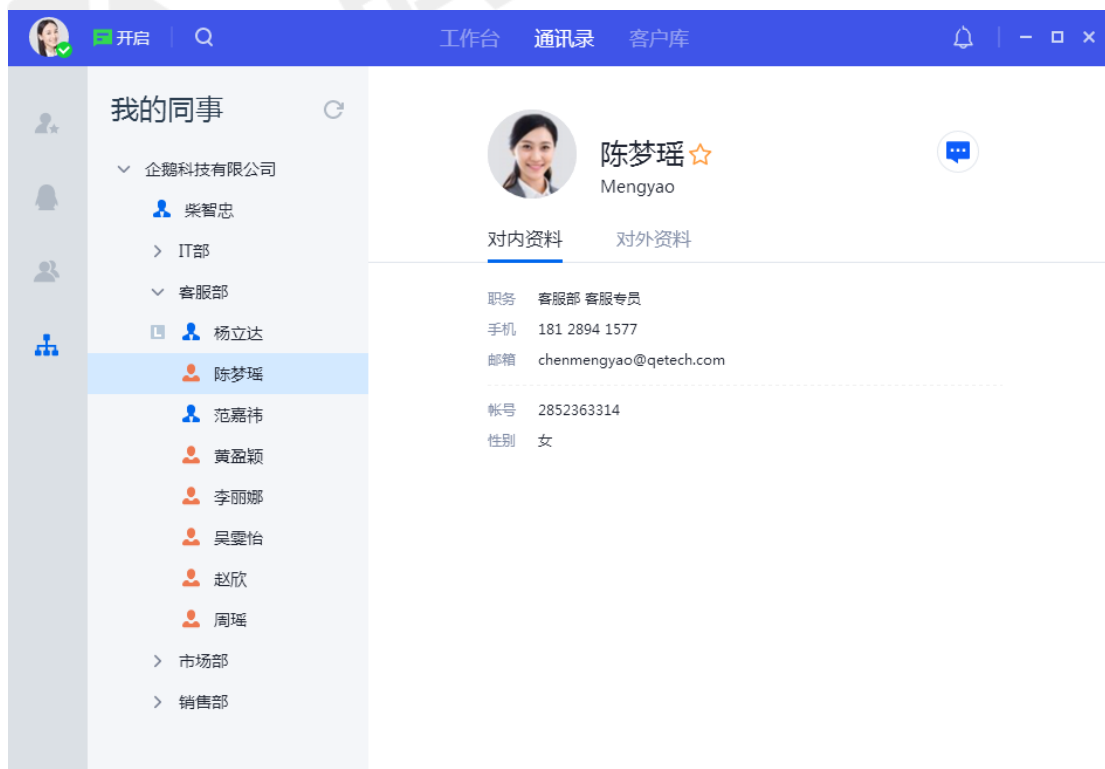 开启
工作台 通讯录 客户库
我的同事
企鹅科技有限公司
柴智忠
IT部
客服部
L 杨立达
陈梦瑶
范嘉祎
黄盈颖
李丽娜
吴雯怡
赵欣
周瑶
市场部
销售部
陈梦瑶
Mengyao
对内资料 对外资料
职务 客服部 客服专员
手机 181 2894 1577
邮箱 chenmengyao@qetech.com
帐号 2852363314
性别 女